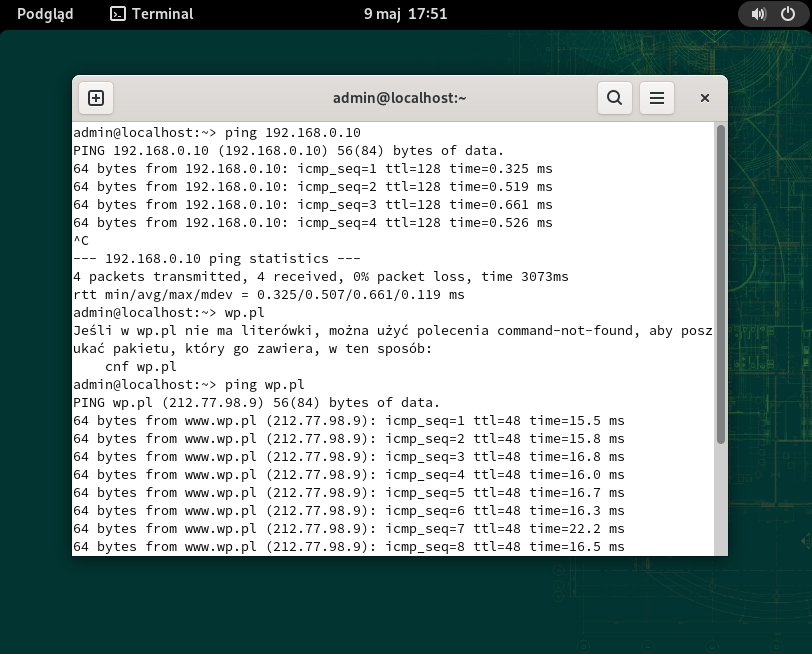 Podgląd Terminal 9 maj 17:51
admin@localhost:~
admin@localhost:~> ping 192.168.0.10
PING 192.168.0.10 (192.168.0.10) 56(84) bytes of data.
64 bytes from 192.168.0.10: icmp_seq=1 ttl=128 time=0.325 ms
64 bytes from 192.168.0.10: icmp_seq=2 ttl=128 time=0.519 ms
64 bytes from 192.168.0.10: icmp_seq=3 ttl=128 time=0.661 ms
64 bytes from 192.168.0.10: icmp_seq=4 ttl=128 time=0.526 ms
^C
--- 192.168.0.10 ping statistics ---
4 packets transmitted, 4 received, 0% packet loss, time 3073ms
rtt min/avg/max/mdev = 0.325/0.507/0.661/0.119 ms
admin@localhost:~> wp.pl
Jeśli w wp.pl nie ma literówki, można użyć polecenia command-not-found, aby posz
ukać pakietu, który go zawiera, w ten sposób:
    cnf wp.pl
admin@localhost:~> ping wp.pl
PING wp.pl (212.77.98.9) 56(84) bytes of data.
64 bytes from www.wp.pl (212.77.98.9): icmp_seq=1 ttl=48 time=15.5 ms
64 bytes from www.wp.pl (212.77.98.9): icmp_seq=2 ttl=48 time=15.8 ms
64 bytes from www.wp.pl (212.77.98.9): icmp_seq=3 ttl=48 time=16.8 ms
64 bytes from www.wp.pl (212.77.98.9): icmp_seq=4 ttl=48 time=16.0 ms
64 bytes from www.wp.pl (212.77.98.9): icmp_seq=5 ttl=48 time=16.7 ms
64 bytes from www.wp.pl (212.77.98.9): icmp_seq=6 ttl=48 time=16.3 ms
64 bytes from www.wp.pl (212.77.98.9): icmp_seq=7 ttl=48 time=22.2 ms
64 bytes from www.wp.pl (212.77.98.9): icmp_seq=8 ttl=48 time=16.5 ms